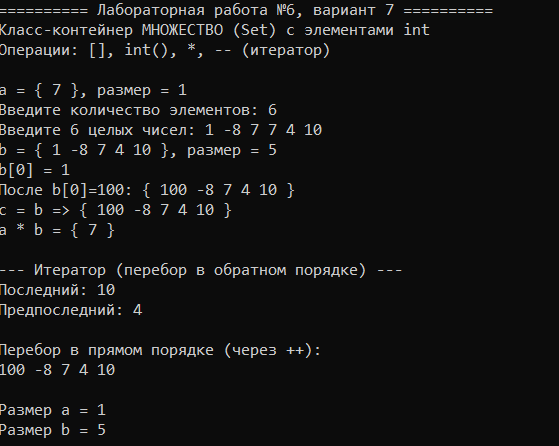 ========== Лабораторная работа №6, вариант 7 ==========
Класс-контейнер МНОЖЕСТВО (Set) с элементами int
Операции: [], int(), *, -- (итератор)
a = { 7 }, размер = 1
Введите количество элементов: 6
Введите 6 целых чисел: 1 -8 7 7 4 10
b = { 1 -8 7 4 10 }, размер = 5
b[0] = 1
После b[0]=100: { 100 -8 7 4 10 }
c = b => { 100 -8 7 4 10 }
a * b = { 7 }
--- Итератор (перебор в обратном порядке) ---
Последний: 10
Предпоследний: 4
Перебор в прямом порядке (через ++):
100 -8 7 4 10
Размер a = 1
Размер b = 5